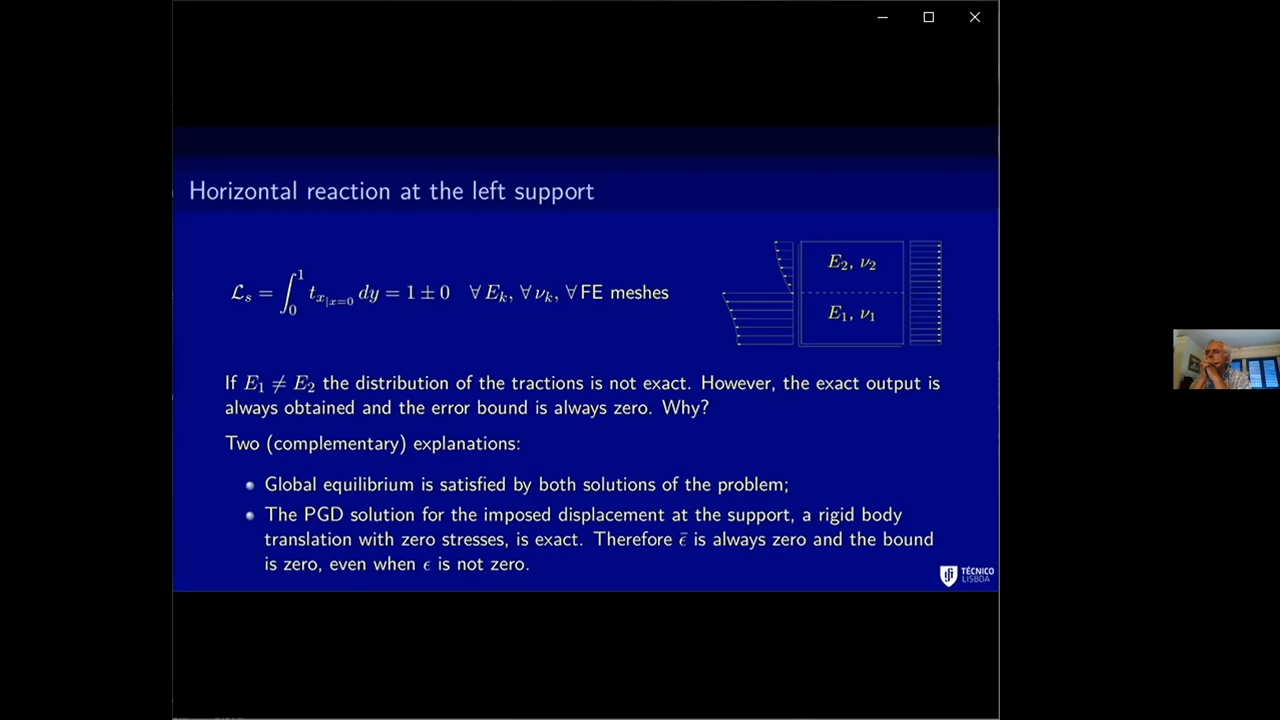 Horizontal reaction at the left support
ℒₛ = ∫₀¹ tₓ|ₓ₌₀ dy = 1 ± 0 ∀ Eₖ, ∀ νₖ, ∀ FE meshes
E₂, ν₂
E₁, ν₁
If E₁ ≠ E₂ the distribution of the tractions is not exact. However, the exact output is
always obtained and the error bound is always zero. Why?
Two (complementary) explanations:
Global equilibrium is satisfied by both solutions of the problem;
The PGD solution for the imposed displacement at the support, a rigid body
translation with zero stresses, is exact. Therefore ϵ̄ is always zero and the bound
is zero, even when ϵ is not zero.
TÉCNICO
LISBOA